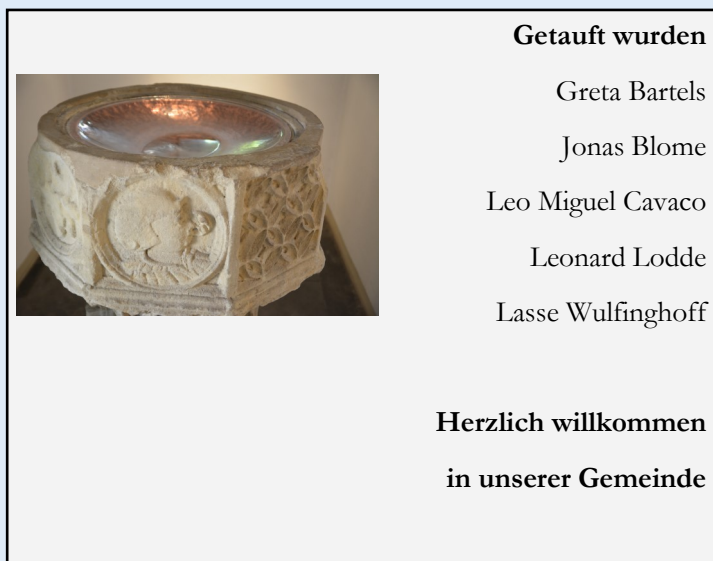 Getauft wurden
Greta Bartels
Jonas Blome
Leo Miguel Cavaco
Leonard Lodde
Lasse Wulfinghoff
Herzlich willkommen
in unserer Gemeinde